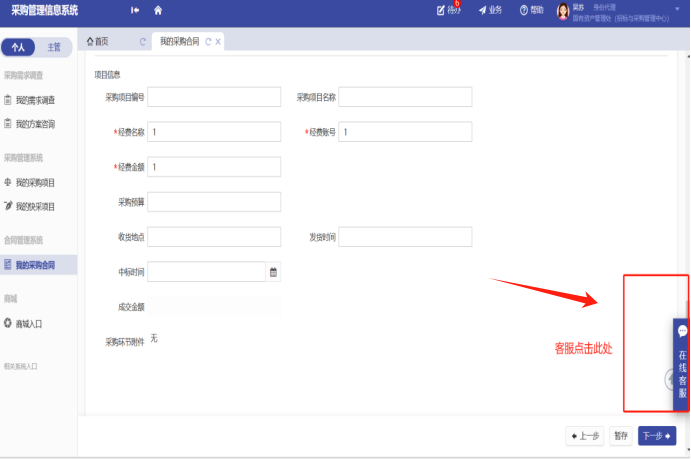 采购管理信息系统
待办 6
业务
帮助
吴苏 身份代理
国有资产管理处（招标与采购管理中心）
个人 主管
首页
我的采购合同
采购需求调查
我的需求调查
我的方案咨询
采购管理系统
我的采购项目
我的快采项目
合同管理系统
我的采购合同
商城
商城入口
相关系统入口
项目信息
采购项目编号
采购项目名称
*经费名称 1
*经费账号 1
*经费金额 1
采购预算
收货地点
发货时间
中标时间
成交金额
采购环节附件 无
客服点击此处
在线客服
上一步
暂存
下一步